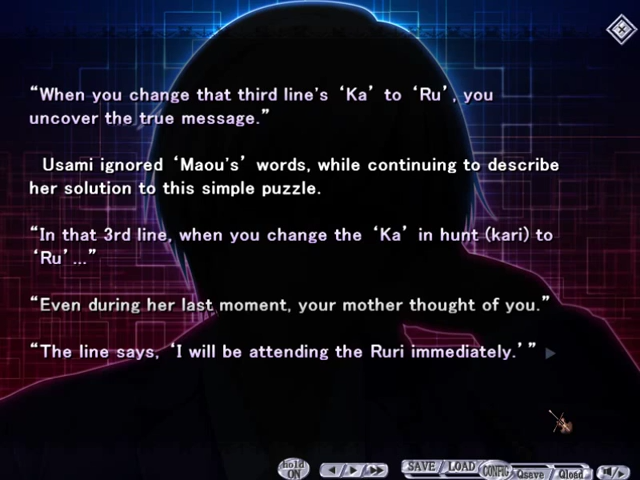 “When you change that third line's ‘Ka’ to ‘Ru’, you
uncover the true message.”
Usami ignored ‘Maou's’ words, while continuing to describe
her solution to this simple puzzle.
“In that 3rd line, when you change the ‘Ka’ in hunt (kari) to
‘Ru’...”
“Even during her last moment, your mother thought of you.”
“The line says, ‘I will be attending the Ruri immediately.’”
hold
ON
SAVE / LOAD CONFIG Qsave / Qload